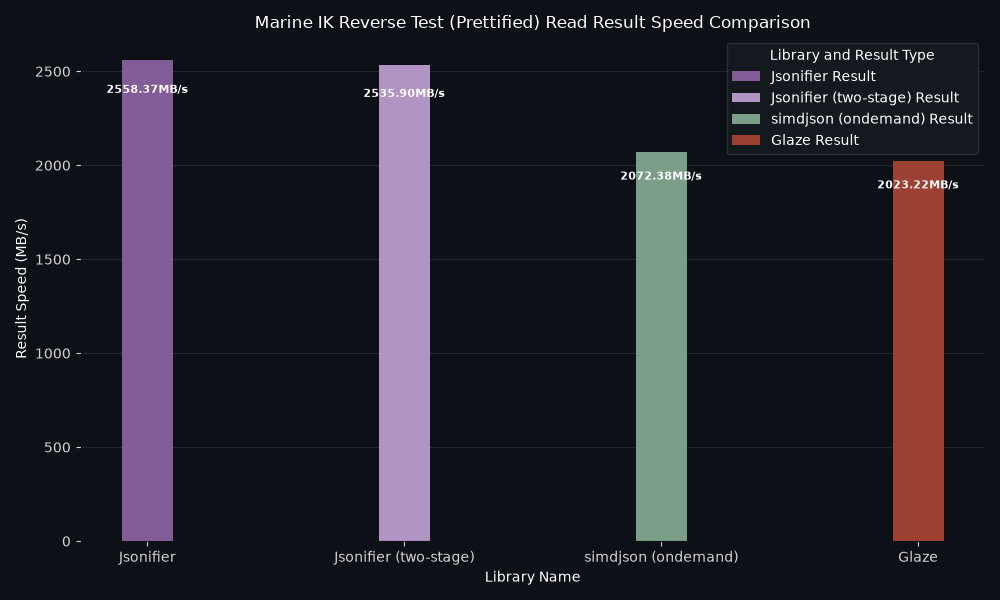 Marine IK Reverse Test (Prettified) Read Result Speed Comparison
Library and Result Type
Jsonifier Result
Jsonifier (two-stage) Result
simdjson (ondemand) Result
Glaze Result
2558.37MB/s
2535.90MB/s
2072.38MB/s
2023.22MB/s
Result Speed (MB/s)
2500
2000
1500
1000
500
0
Jsonifier
Jsonifier (two-stage)
simdjson (ondemand)
Glaze
Library Name